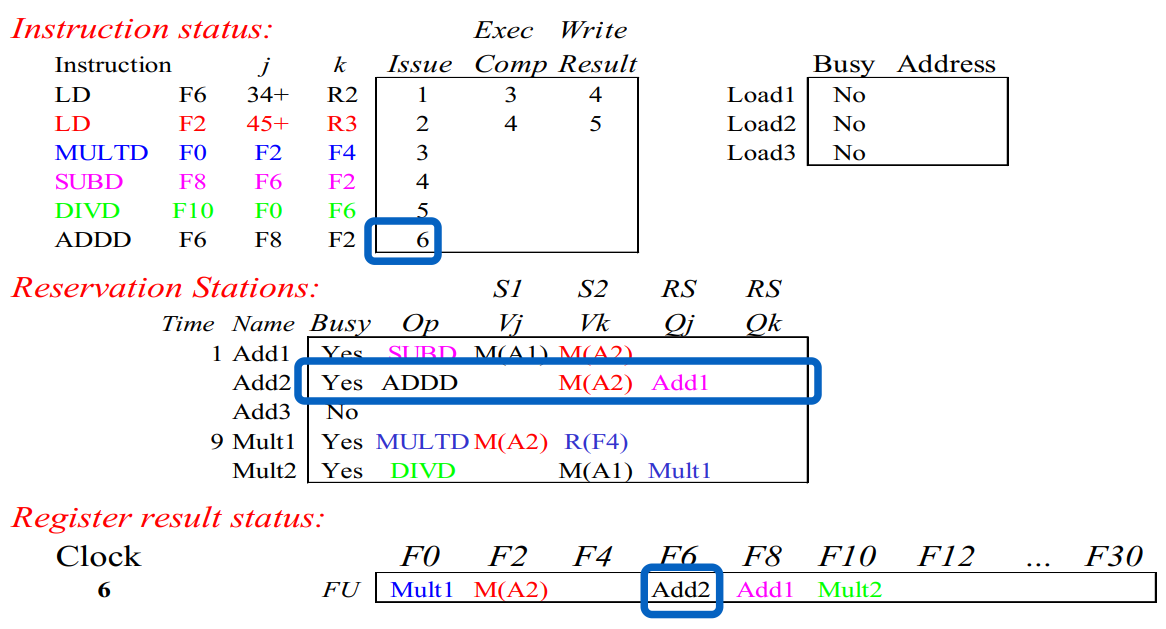 Instruction status: Exec Write
Instruction j k Issue Comp Result Busy Address
LD F6 34+ R2 1 3 4 Load1 No
LD F2 45+ R3 2 4 5 Load2 No
MULTD F0 F2 F4 3 Load3 No
SUBD F8 F6 F2 4
DIVD F10 F0 F6 5
ADDD F6 F8 F2 6
Reservation Stations: S1 S2 RS RS
Time Name Busy Op Vj Vk Qj Qk
1 Add1 Yes SUBD M(A1) M(A2)
Add2 Yes ADDD M(A2) Add1
Add3 No
9 Mult1 Yes MULTD M(A2) R(F4)
Mult2 Yes DIVD M(A1) Mult1
Register result status:
Clock F0 F2 F4 F6 F8 F10 F12 ... F30
6 FU Mult1 M(A2) Add2 Add1 Mult2